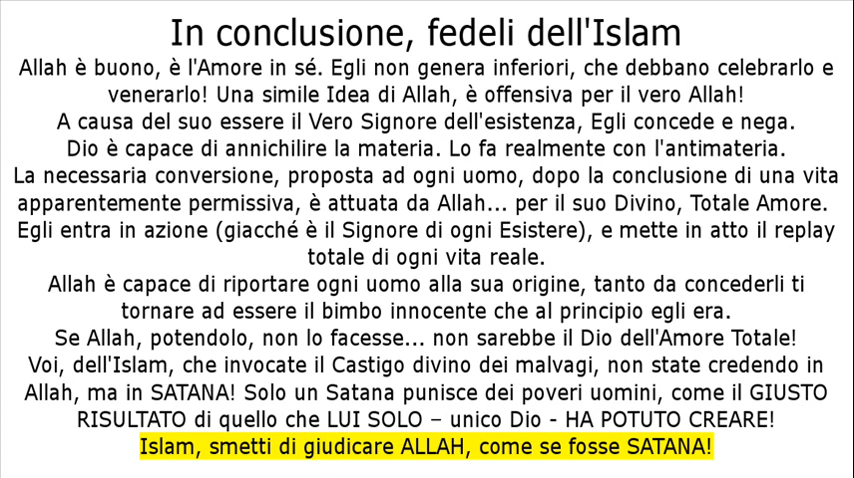 In conclusione, fedeli dell'Islam
Allah è buono, è l'Amore in sé. Egli non genera inferiori, che debbano celebrarlo e
venerarlo! Una simile Idea di Allah, è offensiva per il vero Allah!
A causa del suo essere il Vero Signore dell'esistenza, Egli concede e nega.
Dio è capace di annichilire la materia. Lo fa realmente con l'antimateria.
La necessaria conversione, proposta ad ogni uomo, dopo la conclusione di una vita
apparentemente permissiva, è attuata da Allah... per il suo Divino, Totale Amore.
Egli entra in azione (giacché è il Signore di ogni Esistere), e mette in atto il replay
totale di ogni vita reale.
Allah è capace di riportare ogni uomo alla sua origine, tanto da concederli ti
tornare ad essere il bimbo innocente che al principio egli era.
Se Allah, potendolo, non lo facesse... non sarebbe il Dio dell'Amore Totale!
Voi, dell'Islam, che invocate il Castigo divino dei malvagi, non state credendo in
Allah, ma in SATANA! Solo un Satana punisce dei poveri uomini, come il GIUSTO
RISULTATO di quello che LUI SOLO – unico Dio - HA POTUTO CREARE!
Islam, smetti di giudicare ALLAH, come se fosse SATANA!